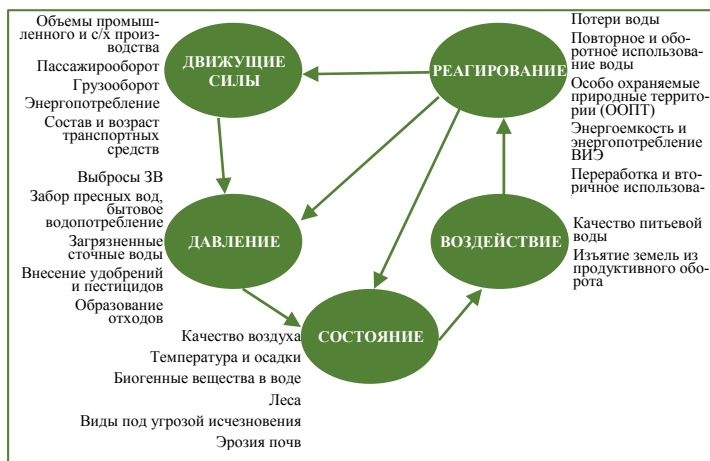 Объемы промыш-
ленного и с/х произ-
водства
Пассажирооборот
Грузооборот
Энергопотребление
Состав и возраст
транспортных
средств
ДВИЖУЩИЕ
СИЛЫ
РЕАГИРОВАНИЕ
Потери воды
Повторное и обо-
ротное использова-
ние воды
Особо охраняемые
природные террито-
рии (ООПТ)
Энергоемкость и
энергопотребление
ВИЭ
Переработка и вто-
ричное использова-
Выбросы ЗВ
Забор пресных вод,
бытовое
водопотребление
Загрязненные
сточные воды
Внесение удобрений
и пестицидов
Образование
отходов
ДАВЛЕНИЕ
ВОЗДЕЙСТВИЕ
Качество питьевой
воды
Изъятие земель из
продуктивного обо-
рота
СОСТОЯНИЕ
Качество воздуха
Температура и осадки
Биогенные вещества в воде
Леса
Виды под угрозой исчезновения
Эрозия почв